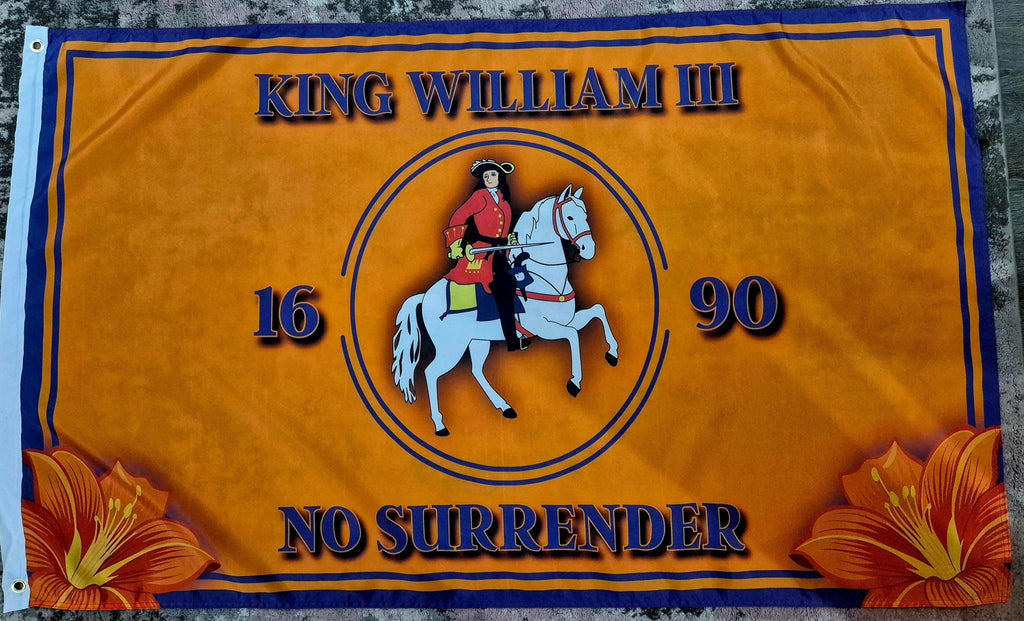 KING WILLIAM III
16 90
NO SURRENDER